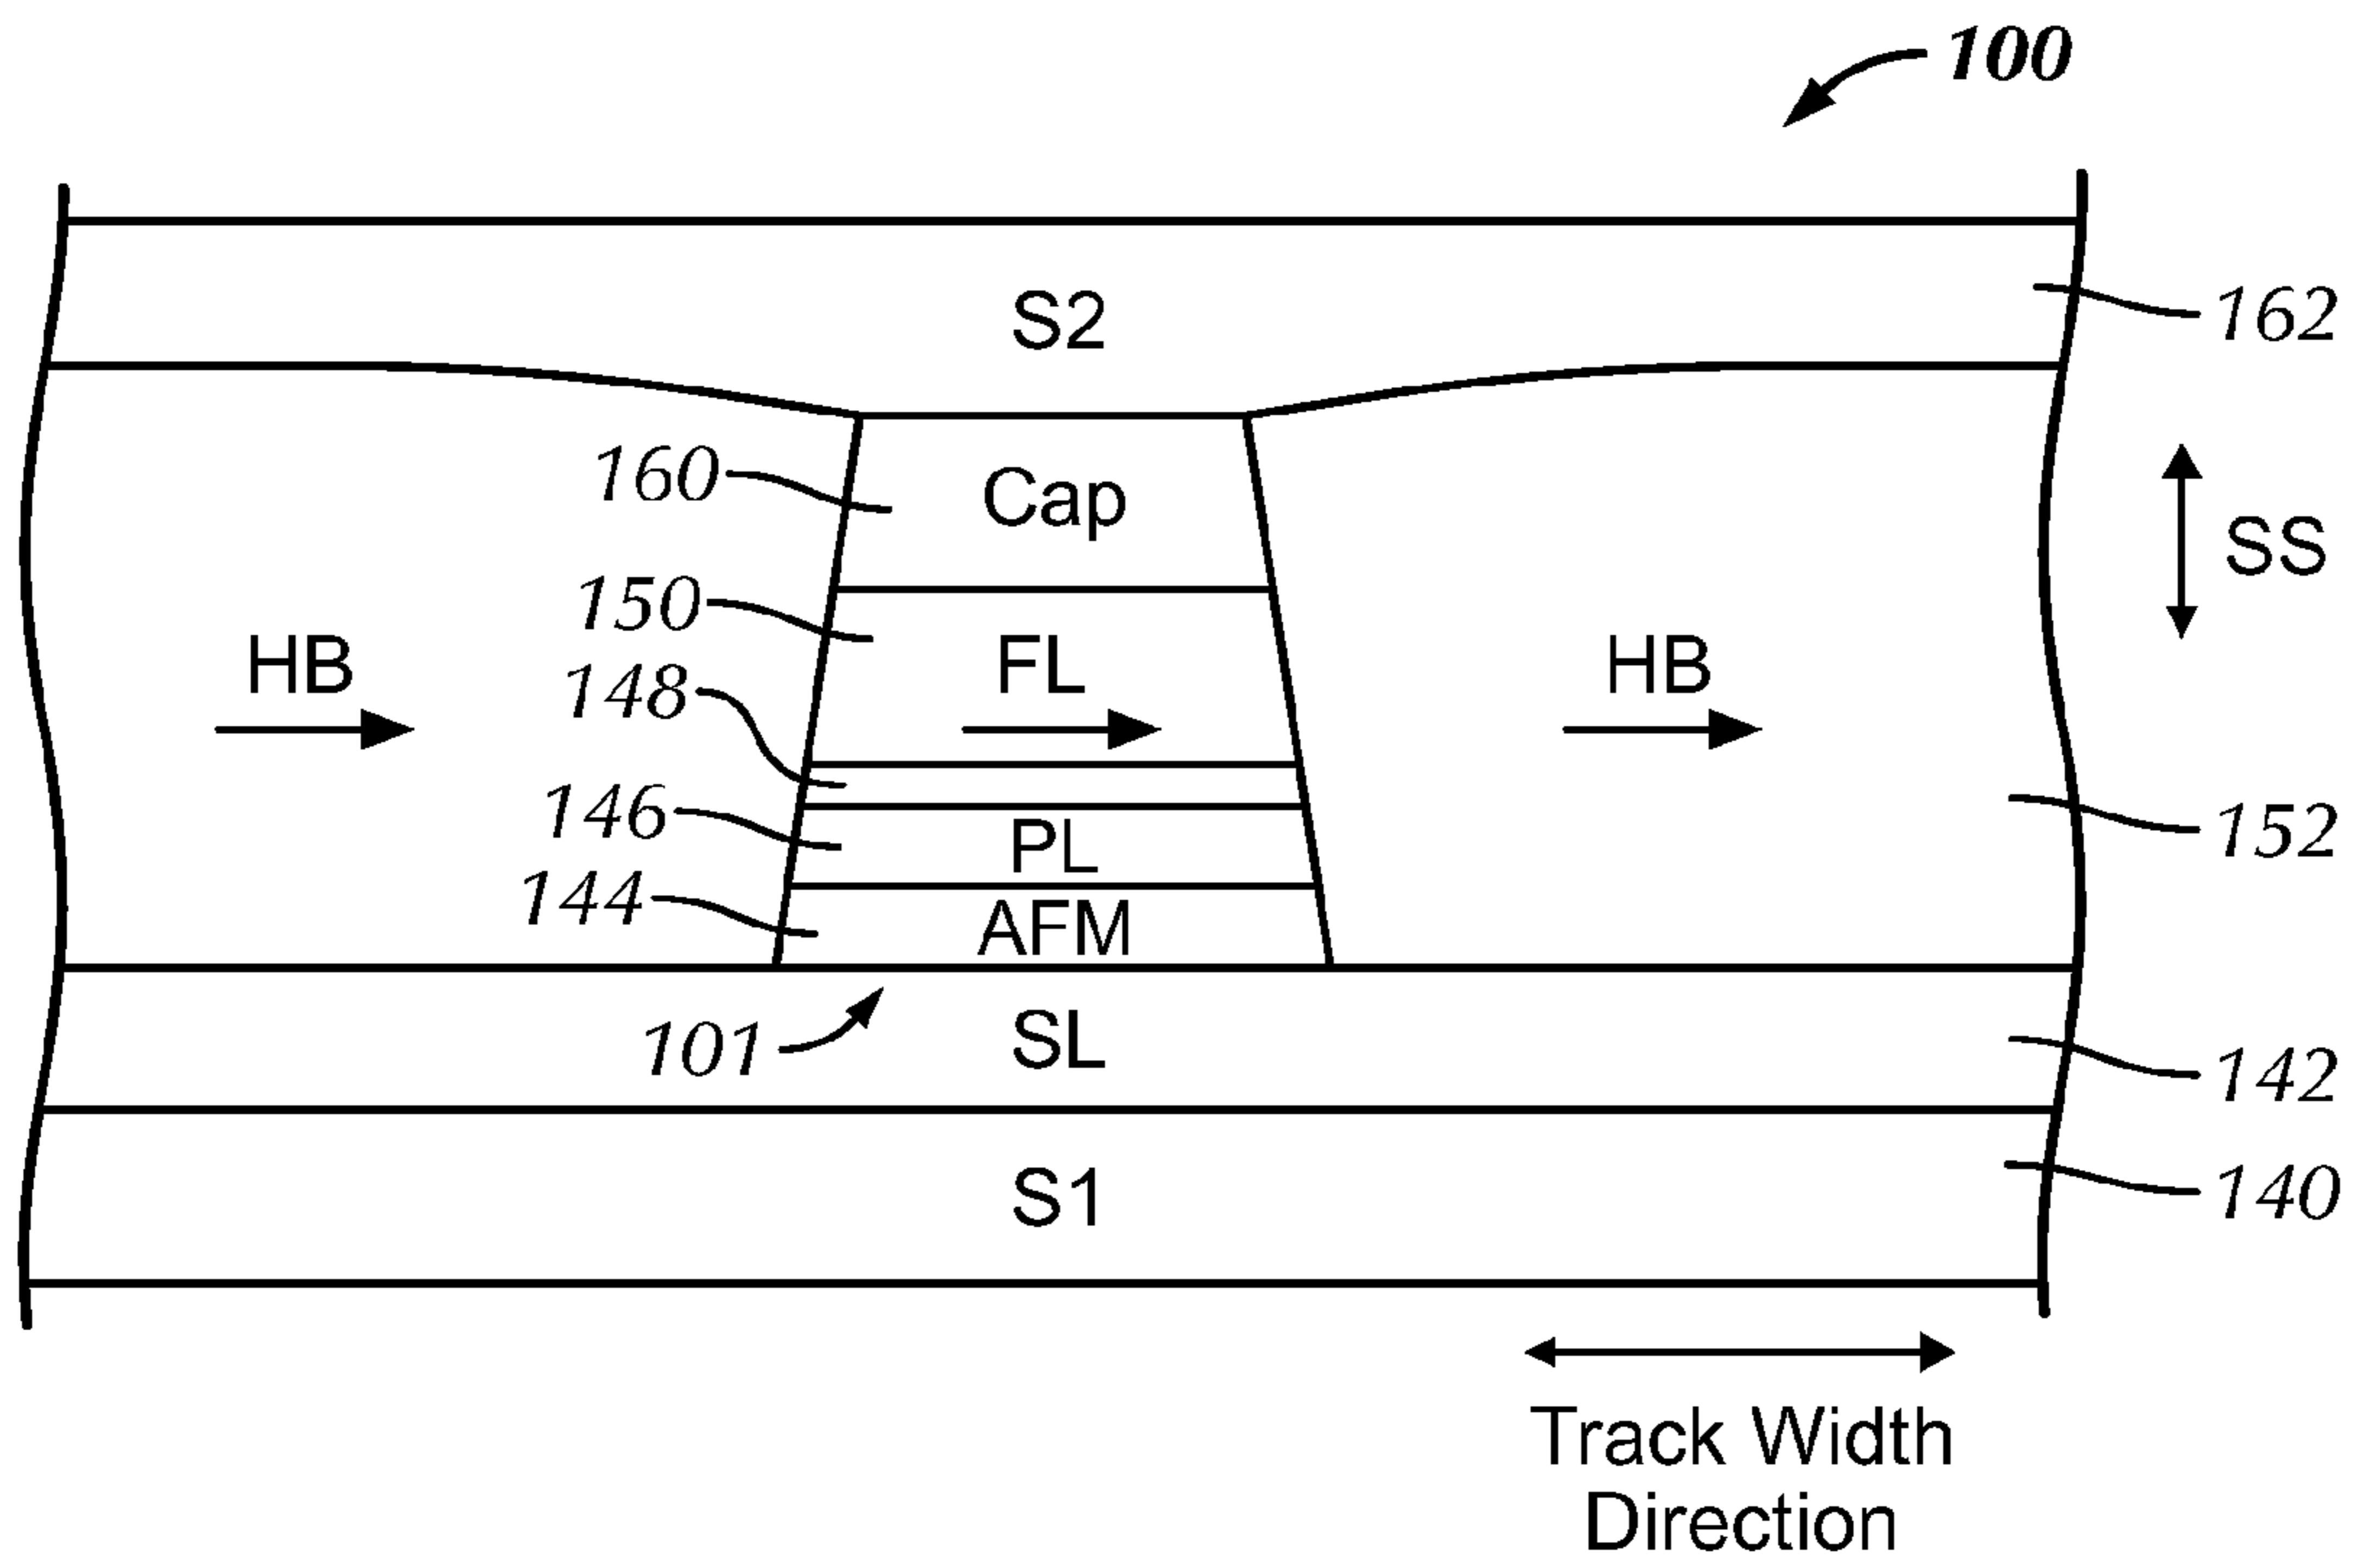 100
S2
162
160
Cap
SS
150
FL
HB
HB
148
146
PL
152
144
AFM
101
SL
142
S1
140
Track Width
Direction